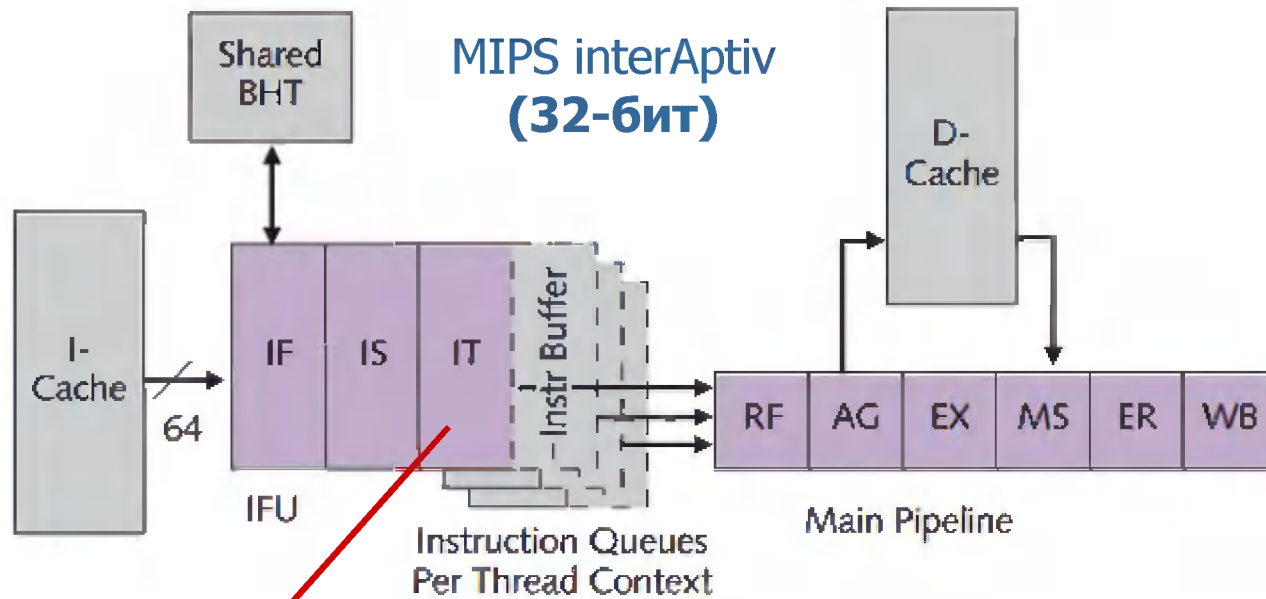 Shared
BHT
MIPS interAptiv
(32-бит)
D-
Cache
I-
Cache
64
IF
IS
IT
Instr Buffer
RF
AG
EX
MS
ER
WB
IFU
Instruction Queues
Per Thread Context
Main Pipeline